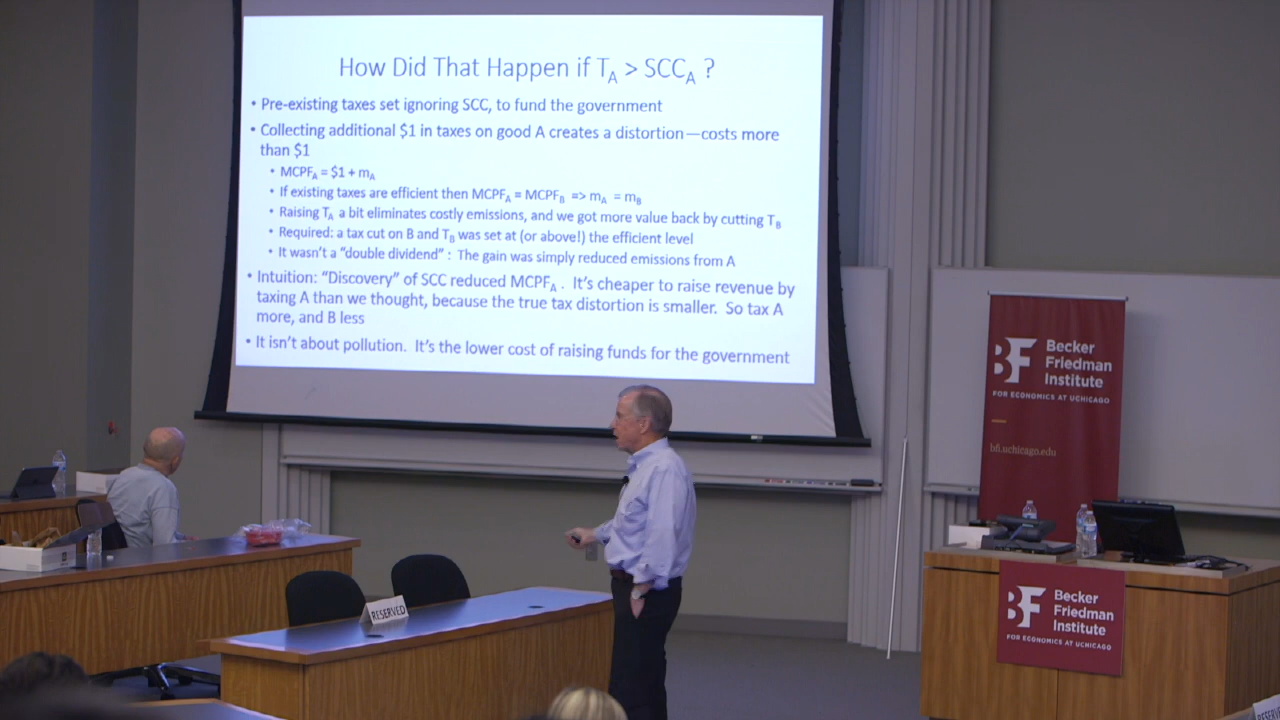 How Did That Happen if TA > SCCA ?
• Pre-existing taxes set ignoring SCC, to fund the government
• Collecting additional $1 in taxes on good A creates a distortion—costs more
than $1
• MCPFA = $1 + mA
• If existing taxes are efficient then MCPFA = MCPFB => mA = mB
• Raising TA a bit eliminates costly emissions, and we got more value back by cutting TB
• Required: a tax cut on B and TB was set at (or above!) the efficient level
• It wasn't a "double dividend" : The gain was simply reduced emissions from A
• Intuition: "Discovery" of SCC reduced MCPFA . It's cheaper to raise revenue by
taxing A than we thought, because the true tax distortion is smaller. So tax A
more, and B less
• It isn't about pollution. It's the lower cost of raising funds for the government
BF
Becker
Friedman
Institute
FOR ECONOMICS AT UCHICAGO
bfi.uchicago.edu
RESERVED
BF
Becker
Friedman
Institute
FOR ECONOMICS AT UCHICAGO
RESERVED